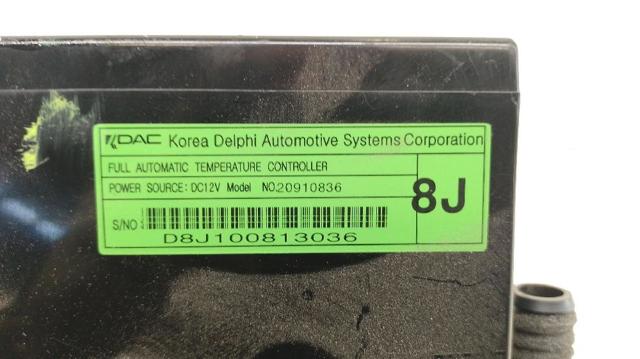 KDAC Korea Delphi Automotive Systems Corporation
FULL AUTOMATIC TEMPERATURE CONTROLLER
POWER SOURCE: DC12V Model NO.20910836
8J
S/NO
D8J100813036